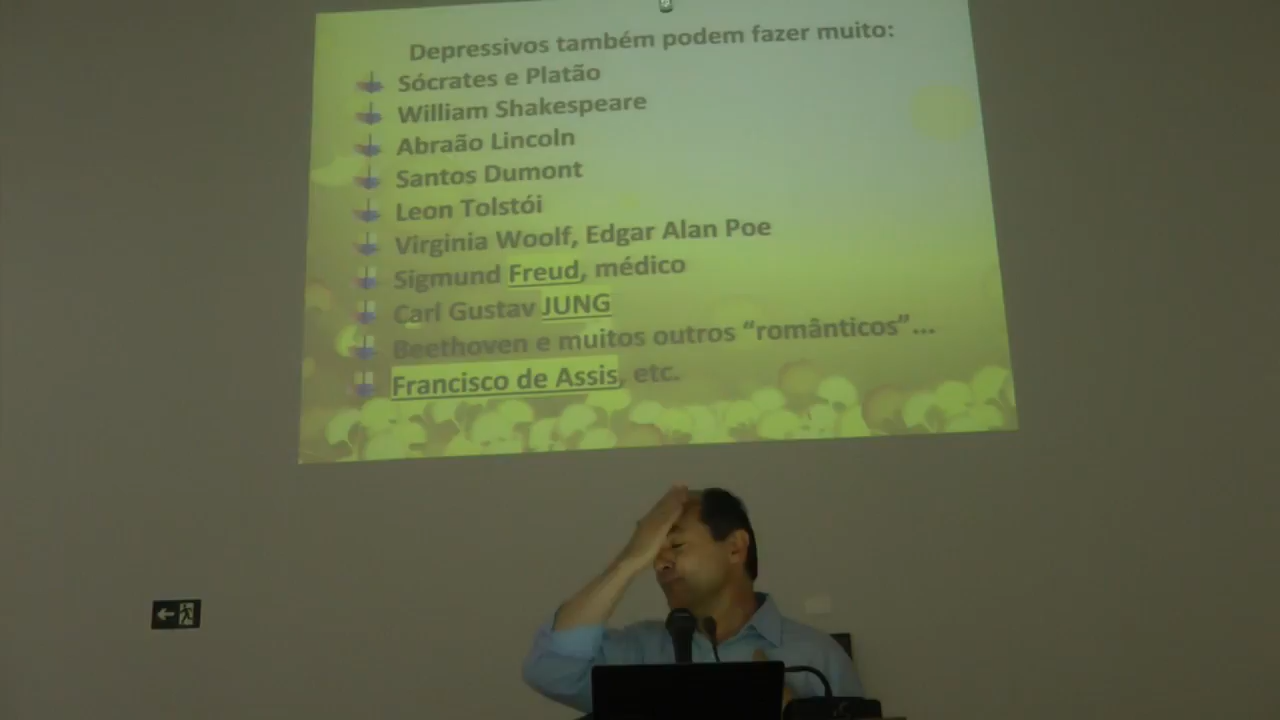 Depressivos também podem fazer muito:
Sócrates e Platão
William Shakespeare
Abraão Lincoln
Santos Dumont
Leon Tolstói
Virginia Woolf, Edgar Alan Poe
Sigmund Freud, médico
Carl Gustav JUNG
Beethoven e muitos outros “românticos”...
Francisco de Assis, etc.